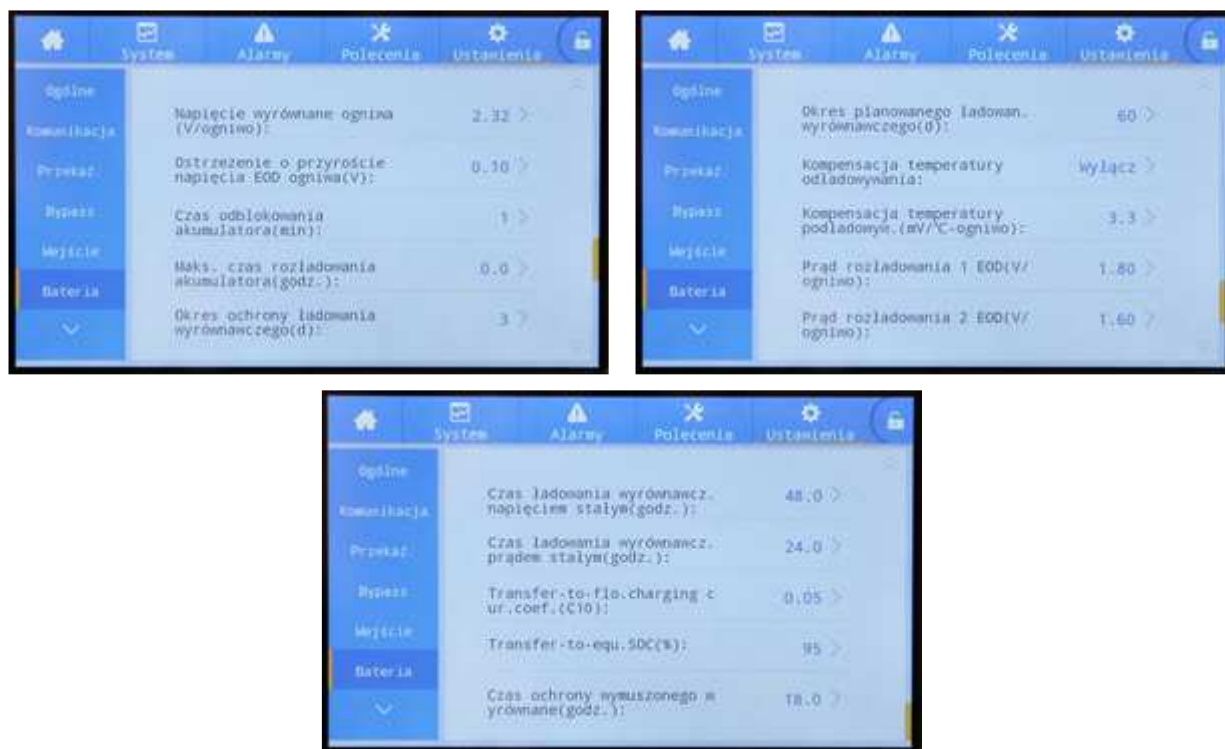 System
Alarmy
Polecenia
Ustawienia
Ogólne
Komunikacja
Przekaź.
Bypass
Wejście
Bateria
Napięcie wyrównane ogniwa
(V/ogniwo):
2.32
Ostrzeżenie o przyroście
napięcia EOD ogniwa(V):
0.10
Czas odblokowania
akumulatora(min):
1
Maks. czas rozładowania
akumulatora(godz.):
0.0
Okres ochrony ładowania
wyrównawczego(d):
3
System
Alarmy
Polecenia
Ustawienia
Ogólne
Komunikacja
Przekaź.
Bypass
Wejście
Bateria
Okres planowanego ładowan.
wyrównawczego(d):
60
Kompensacja temperatury
odładowywania:
Wyłącz
Kompensacja temperatury
podładowyw.(mV/℃-ogniwo):
3.3
Prąd rozładowania 1 EOD(V/
ogniwo):
1.80
Prąd rozładowania 2 EOD(V/
ogniwo):
1.60
System
Alarmy
Polecenia
Ustawienia
Ogólne
Komunikacja
Przekaź.
Bypass
Wejście
Bateria
Czas ładowania wyrównawcz.
napięciem stałym(godz.):
48.0
Czas ładowania wyrównawcz.
prądem stałym(godz.):
24.0
Transfer-to-flo.charging c
ur.coef.(C10):
0.05
Transfer-to-equ.SOC(%):
95
Czas ochrony wymuszonego w
yrównane(godz.):
18.0